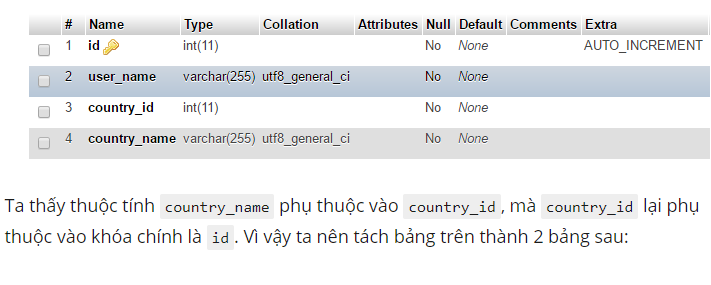 # Name Type Collation Attributes Null Default Comments Extra
1 id int(11) No None AUTO_INCREMENT
2 user_name varchar(255) utf8_general_ci No None
3 country_id int(11) No None
4 country_name varchar(255) utf8_general_ci No None
Ta thấy thuộc tính country_name phụ thuộc vào country_id, mà country_id lại phụ
thuộc vào khóa chính là id. Vì vậy ta nên tách bảng trên thành 2 bảng sau: